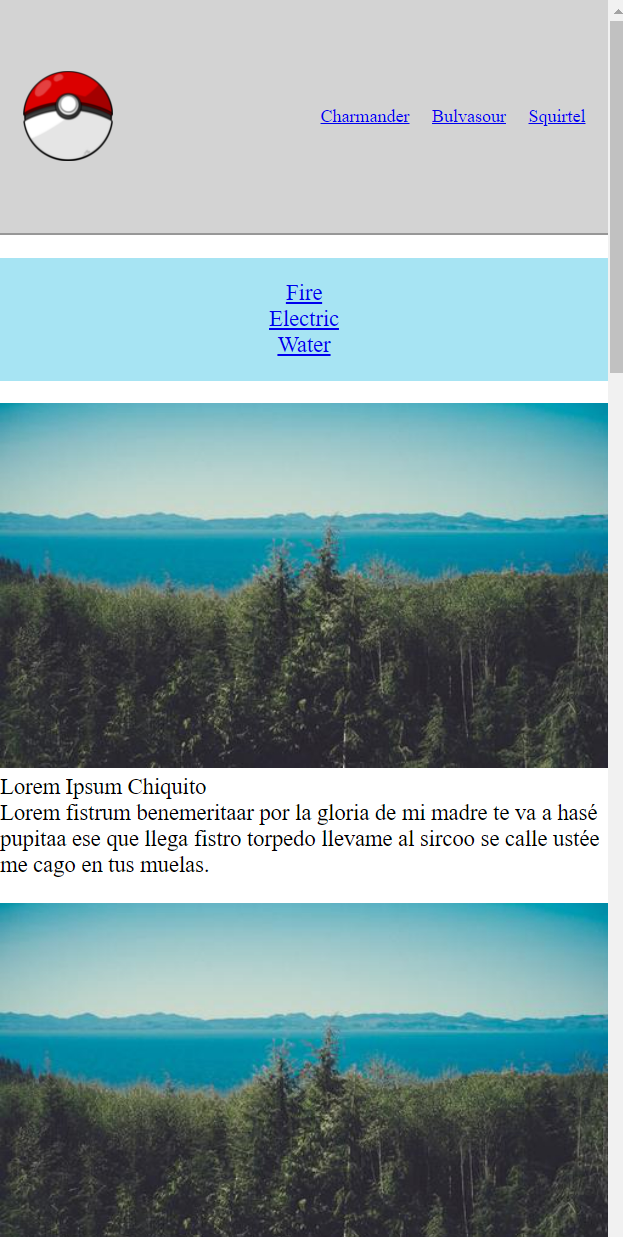 Charmander Bulvasour Squirtel
Fire
Electric
Water
Lorem Ipsum Chiquito
Lorem fistrum benemeritaar por la gloria de mi madre te va a hasé
pupitaa ese que llega fistro torpedo llevame al sircoo se calle ustée
me cago en tus muelas.